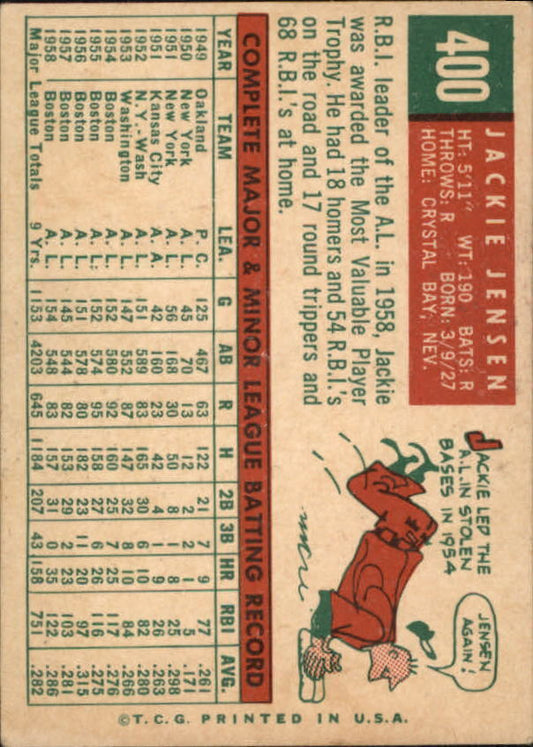 400
JACKIE JENSEN
HT: 5'11" WT: 190 BATS: R
THROWS: R BORN: 3/9/27
HOME: CRYSTAL BAY, NEV.
R.B.I. leader of the A.L. in 1958, Jackie
was awarded the Most Valuable Player
Trophy. He had 18 homers and 54 R.B.I.'s
on the road and 17 round trippers and
68 R.B.I.'s at home.
JACKIE LED THE
A.L. IN STOLEN
BASES IN 1954
JENSEN
AGAIN!
COMPLETE MAJOR & MINOR LEAGUE BATTING RECORD
YEAR TEAM LEA. G AB R H 2B 3B HR RBI AVG.
1949 Oakland P. C. 125 467 63 122 21 7 9 77 .261
1950 New York A. L. 45 70 13 12 2 2 1 5 .171
1951 New York A. L. 56 168 30 50 8 1 8 25 .298
1951 Kansas City A. A. 42 160 23 42 4 1 9 26 .263
1952 N.Y.-Wash A. L. 151 589 83 165 30 6 10 82 .280
1953 Washington A. L. 147 552 87 147 32 8 10 84 .266
1954 Boston A. L. 152 580 92 160 25 7 25 117 .276
1955 Boston A. L. 152 574 95 158 27 6 26 116 .275
1956 Boston A. L. 151 578 80 182 23 11 20 97 .315
1957 Boston A. L. 145 544 82 153 29 2 23 103 .281
1958 Boston A. L. 154 548 83 157 31 0 35 122 .286
Major League Totals 9 Yrs. 1153 4203 645 1184 207 43 158 751 .282
©T.C.G. PRINTED IN U.S.A.